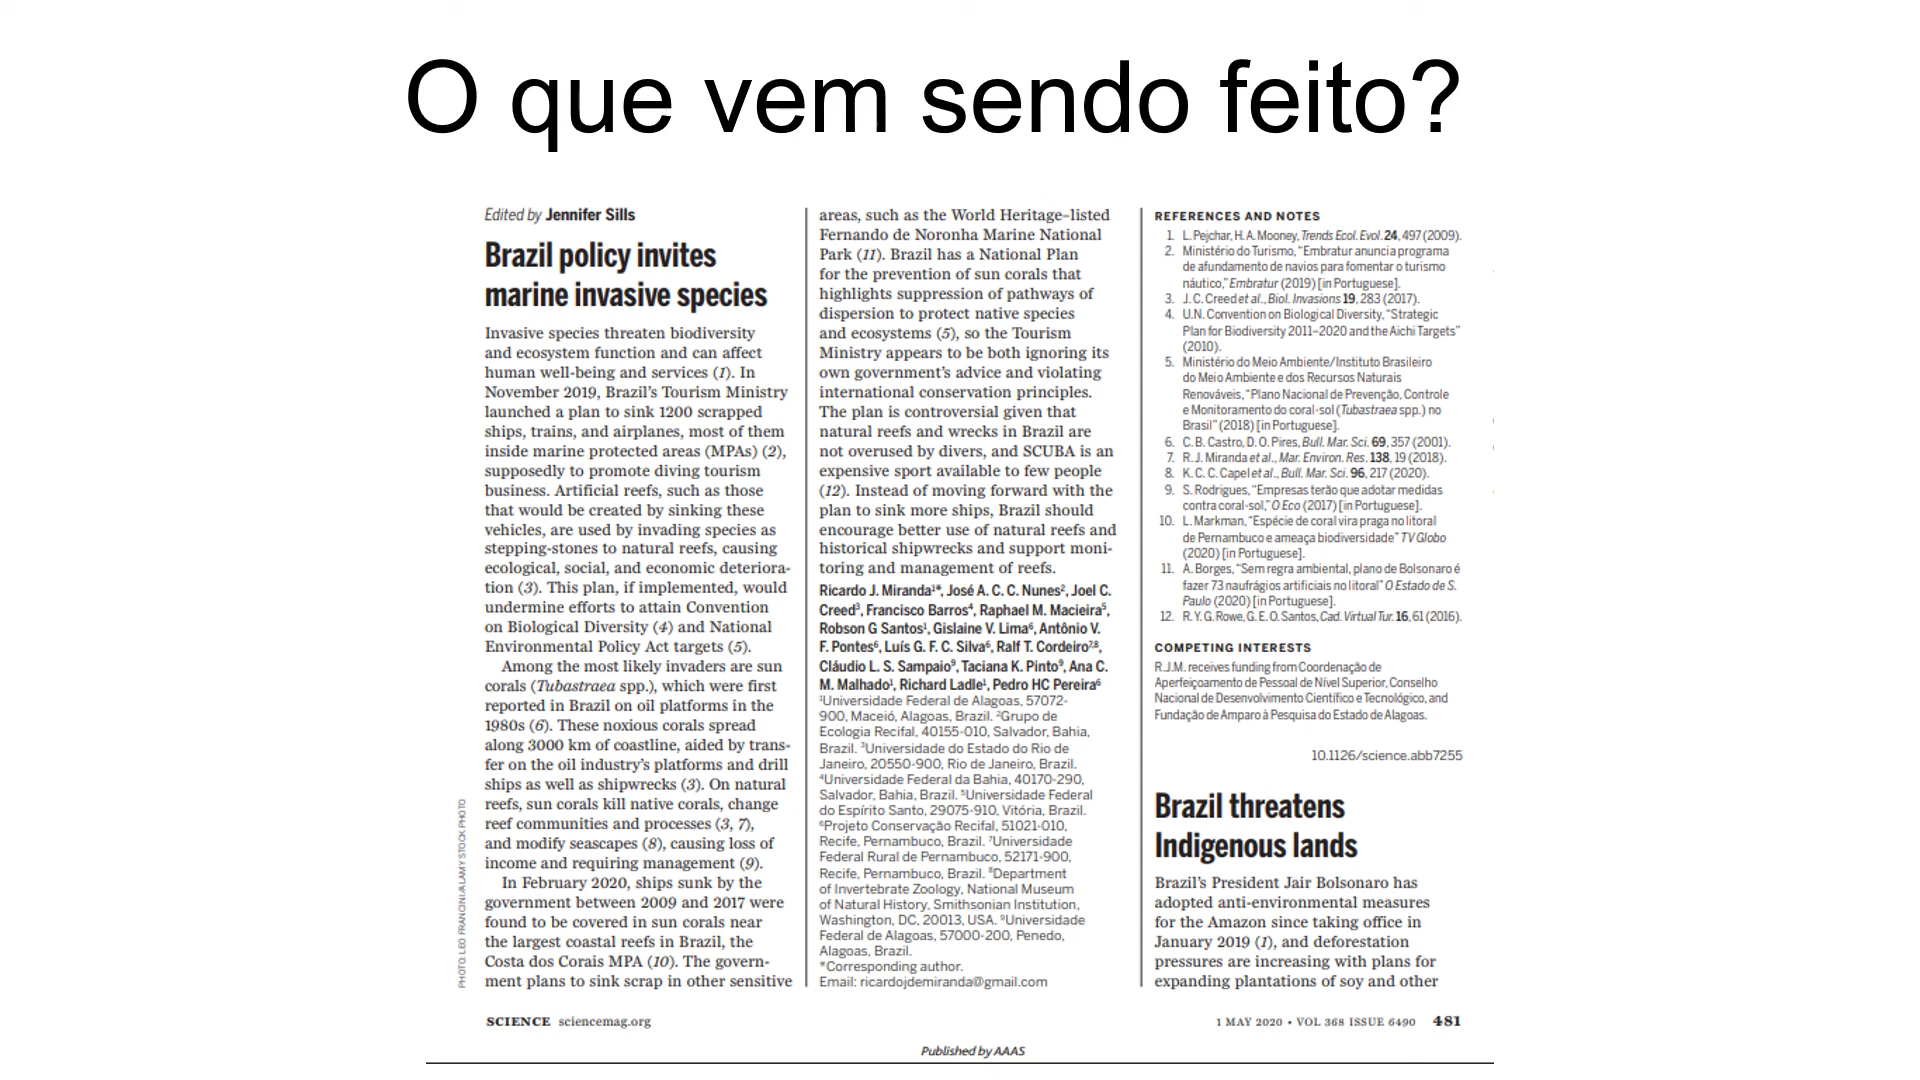 O que vem sendo feito?
Edited by Jennifer Sills
Brazil policy invites
marine invasive species
Invasive species threaten biodiversity
and ecosystem function and can affect
human well-being and services (1). In
November 2019, Brazil’s Tourism Ministry
launched a plan to sink 1200 scrapped
ships, trains, and airplanes, most of them
inside marine protected areas (MPAs) (2),
supposedly to promote diving tourism
business. Artificial reefs, such as those
that would be created by sinking these
vehicles, are used by invading species as
stepping-stones to natural reefs, causing
ecological, social, and economic deteriora-
tion (3). This plan, if implemented, would
undermine efforts to attain Convention
on Biological Diversity (4) and National
Environmental Policy Act targets (5).
Among the most likely invaders are sun
corals (Tubastraea spp.), which were first
reported in Brazil on oil platforms in the
1980s (6). These noxious corals spread
along 3000 km of coastline, aided by trans-
fer on the oil industry’s platforms and drill
ships as well as shipwrecks (3). On natural
reefs, sun corals kill native corals, change
reef communities and processes (3, 7),
and modify seascapes (8), causing loss of
income and requiring management (9).
In February 2020, ships sunk by the
government between 2009 and 2017 were
found to be covered in sun corals near
the largest coastal reefs in Brazil, the
Costa dos Corais MPA (10). The govern-
ment plans to sink scrap in other sensitive
PHOTO: LEO FRANCINI/ALAMY STOCK PHOTO
areas, such as the World Heritage–listed
Fernando de Noronha Marine National
Park (11). Brazil has a National Plan
for the prevention of sun corals that
highlights suppression of pathways of
dispersion to protect native species
and ecosystems (5), so the Tourism
Ministry appears to be both ignoring its
own government’s advice and violating
international conservation principles.
The plan is controversial given that
natural reefs and wrecks in Brazil are
not overused by divers, and SCUBA is an
expensive sport available to few people
(12). Instead of moving forward with the
plan to sink more ships, Brazil should
encourage better use of natural reefs and
historical shipwrecks and support moni-
toring and management of reefs.
Ricardo J. Miranda¹*, José A. C. C. Nunes², Joel C.
Creed³, Francisco Barros⁴, Raphael M. Macieira⁵,
Robson G Santos¹, Gislaine V. Lima⁶, Antônio V.
F. Pontes⁶, Luís G. F. C. Silva⁶, Ralf T. Cordeiro⁷,⁸,
Cláudio L. S. Sampaio⁹, Taciana K. Pinto⁹, Ana C.
M. Malhado¹, Richard Ladle¹, Pedro HC Pereira⁶
¹Universidade Federal de Alagoas, 57072-
900, Maceió, Alagoas, Brazil. ²Grupo de
Ecologia Recifal, 40155-010, Salvador, Bahia,
Brazil. ³Universidade do Estado do Rio de
Janeiro, 20550-900, Rio de Janeiro, Brazil.
⁴Universidade Federal da Bahia, 40170-290,
Salvador, Bahia, Brazil. ⁵Universidade Federal
do Espírito Santo, 29075-910, Vitória, Brazil.
⁶Projeto Conservação Recifal, 51021-010,
Recife, Pernambuco, Brazil. ⁷Universidade
Federal Rural de Pernambuco, 52171-900,
Recife, Pernambuco, Brazil. ⁸Department
of Invertebrate Zoology, National Museum
of Natural History, Smithsonian Institution,
Washington, DC, 20013, USA. ⁹Universidade
Federal de Alagoas, 57000-200, Penedo,
Alagoas, Brazil.
*Corresponding author.
Email: ricardojdemiranda@gmail.com
REFERENCES AND NOTES
1. L. Pejchar, H. A. Mooney, Trends Ecol. Evol. 24, 497 (2009).
2. Ministério do Turismo, “Embratur anuncia programa
de afundamento de navios para fomentar o turismo
náutico,” Embratur (2019) [in Portuguese].
3. J. C. Creed et al., Biol. Invasions 19, 283 (2017).
4. U.N. Convention on Biological Diversity, “Strategic
Plan for Biodiversity 2011–2020 and the Aichi Targets”
(2010).
5. Ministério do Meio Ambiente/Instituto Brasileiro
do Meio Ambiente e dos Recursos Naturais
Renováveis, “Plano Nacional de Prevenção, Controle
e Monitoramento do coral-sol (Tubastraea spp.) no
Brasil” (2018) [in Portuguese].
6. C. B. Castro, D. O. Pires, Bull. Mar. Sci. 69, 357 (2001).
7. R. J. Miranda et al., Mar. Environ. Res. 138, 19 (2018).
8. K. C. C. Capel et al., Bull. Mar. Sci. 96, 217 (2020).
9. S. Rodrigues, “Empresas terão que adotar medidas
contra coral-sol,” O Eco (2017) [in Portuguese].
10. L. Markman, “Espécie de coral vira praga no litoral
de Pernambuco e ameaça biodiversidade” TV Globo
(2020) [in Portuguese].
11. A. Borges, “Sem regra ambiental, plano de Bolsonaro é
fazer 73 naufrágios artificiais no litoral” O Estado de S.
Paulo (2020) [in Portuguese].
12. R. Y. G. Rowe, G. E. O. Santos, Cad. Virtual Tur. 16, 61 (2016).
COMPETING INTERESTS
R.J.M. receives funding from Coordenação de
Aperfeiçoamento de Pessoal de Nível Superior, Conselho
Nacional de Desenvolvimento Científico e Tecnológico, and
Fundação de Amparo à Pesquisa do Estado de Alagoas.
10.1126/science.abb7255
Brazil threatens
Indigenous lands
Brazil’s President Jair Bolsonaro has
adopted anti-environmental measures
for the Amazon since taking office in
January 2019 (1), and deforestation
pressures are increasing with plans for
expanding plantations of soy and other
SCIENCE sciencemag.org
1 MAY 2020 • VOL 368 ISSUE 6490 481
Published by AAAS